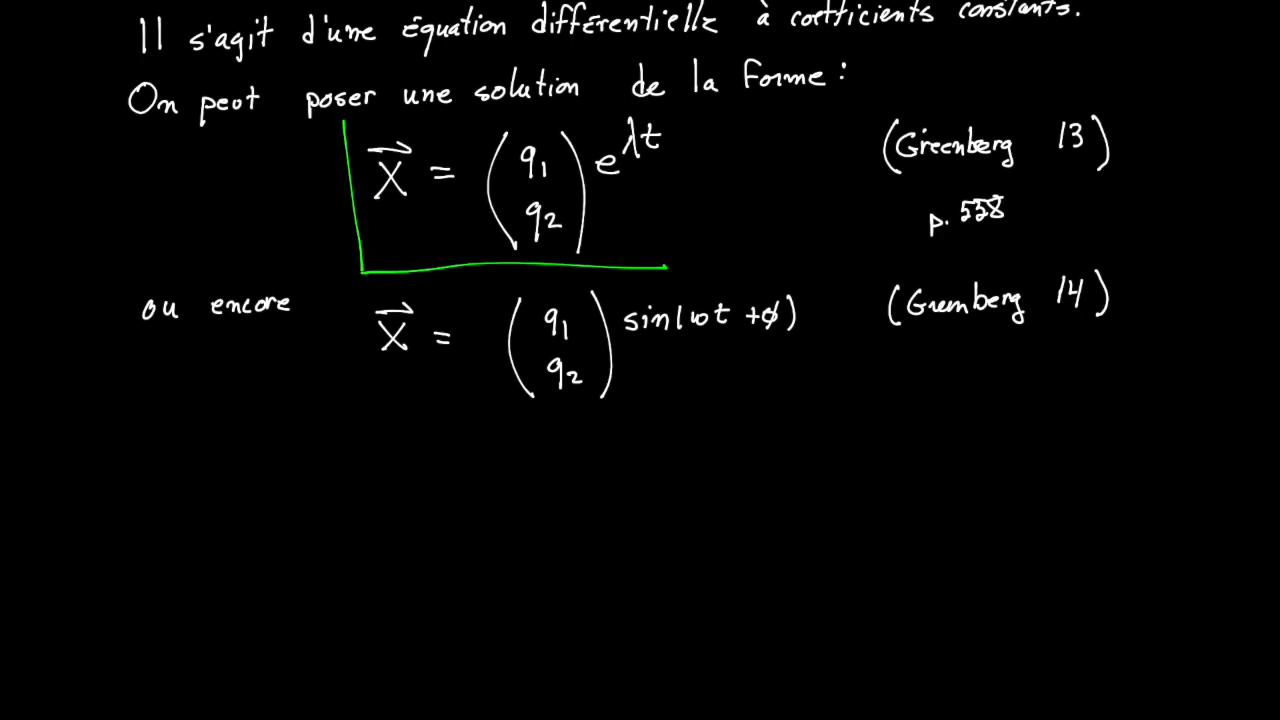 Il s'agit d'une équation différentielle à coefficients constants.
On peut poser une solution de la forme :
X⃗ = (q1 q2) e^λt (Greenberg 13)
p. 538
ou encore X⃗ = (q1 q2) sin(ωt + φ) (Greenberg 14)